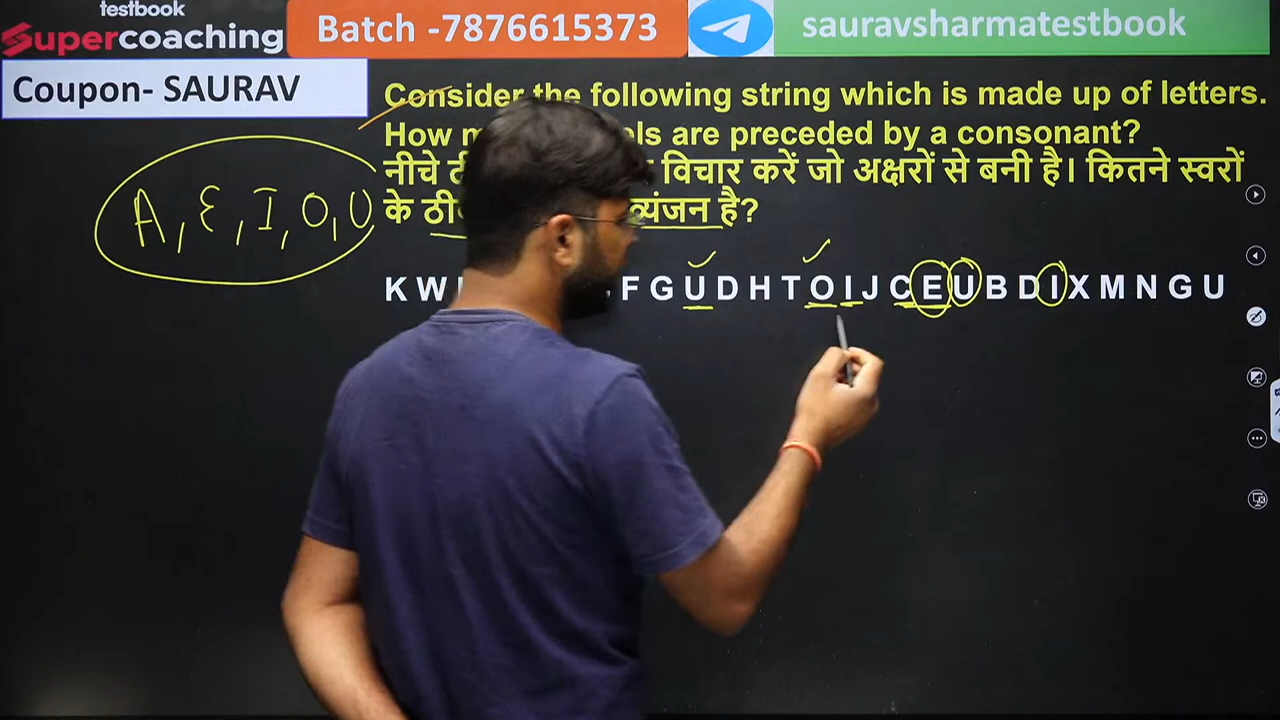 testbook
Supercoaching
Batch -7876615373
sauravsharmatestbook
Coupon- SAURAV
Consider the following string which is made up of letters.
How are preceded by a consonant?
नीचे विचार करें जो अक्षरों से बनी है। कितने स्वरों
के व्यंजन है?
A, E, I, O, U
K W F G U D H T O I J C E U B D I X M N G U